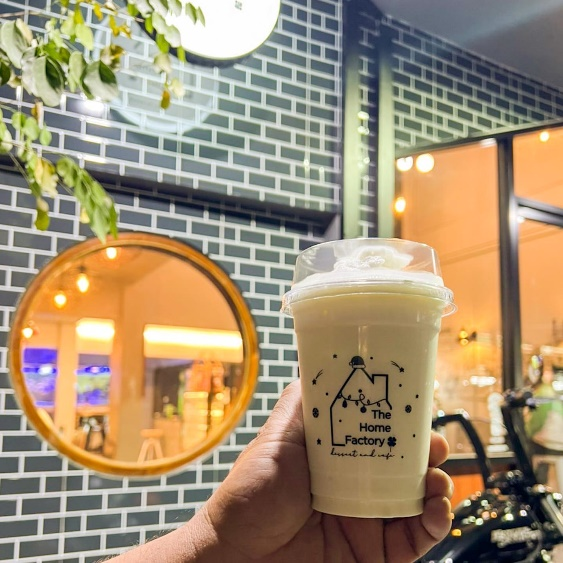 The
Home
Factory
dessert and cafe